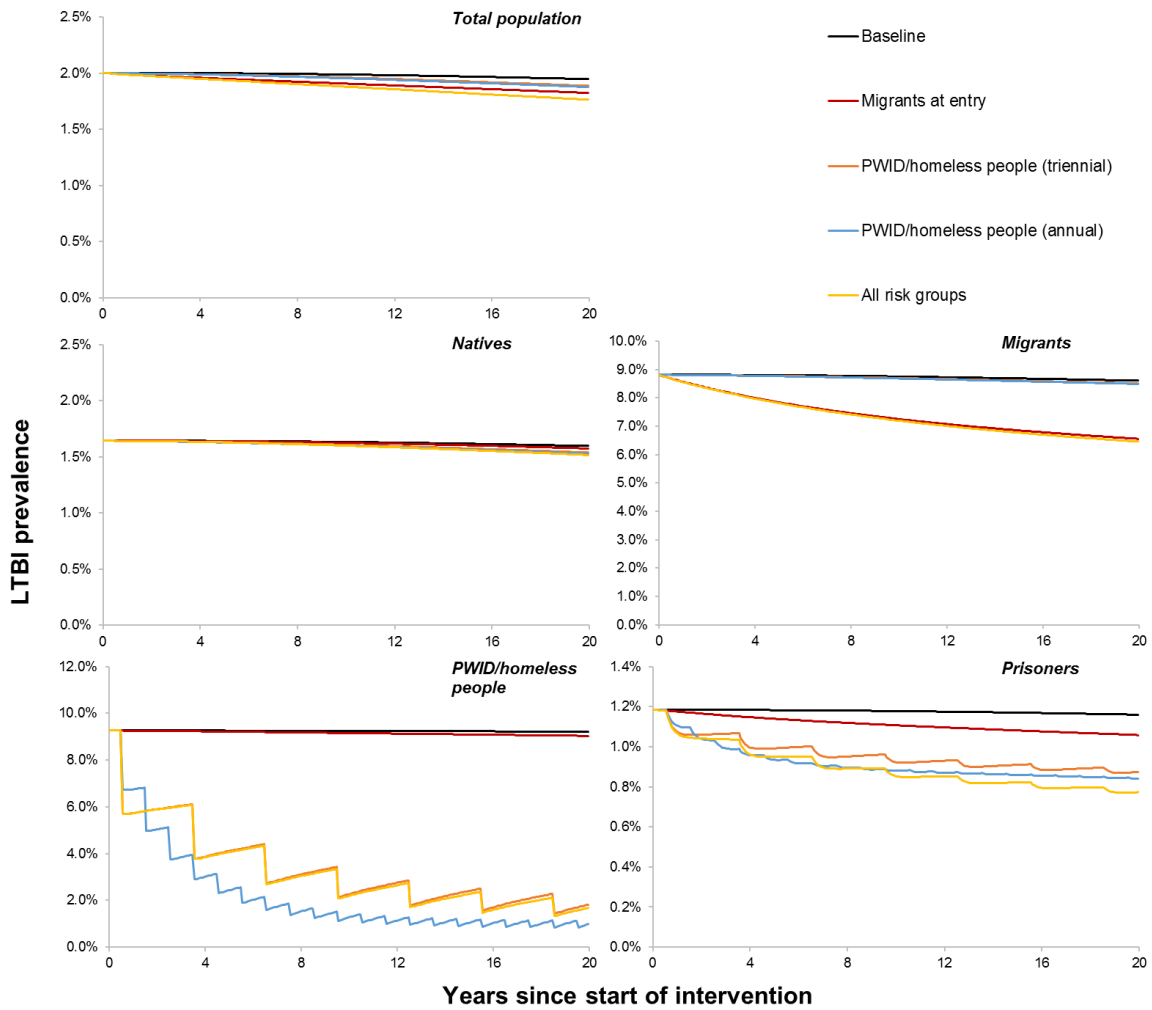 Total population
2.5%
2.0%
1.5%
1.0%
0.5%
0.0%
0 4 8 12 16 20
Baseline
Migrants at entry
PWID/homeless people (triennial)
PWID/homeless people (annual)
All risk groups
Natives
2.5%
2.0%
1.5%
1.0%
0.5%
0.0%
0 4 8 12 16 20
Migrants
10.0%
9.0%
8.0%
7.0%
6.0%
5.0%
4.0%
3.0%
2.0%
1.0%
0.0%
0 4 8 12 16 20
LTBI prevalence
PWID/homeless
people
12.0%
10.0%
8.0%
6.0%
4.0%
2.0%
0.0%
0 4 8 12 16 20
Prisoners
1.4%
1.2%
1.0%
0.8%
0.6%
0.4%
0.2%
0.0%
0 4 8 12 16 20
Years since start of intervention